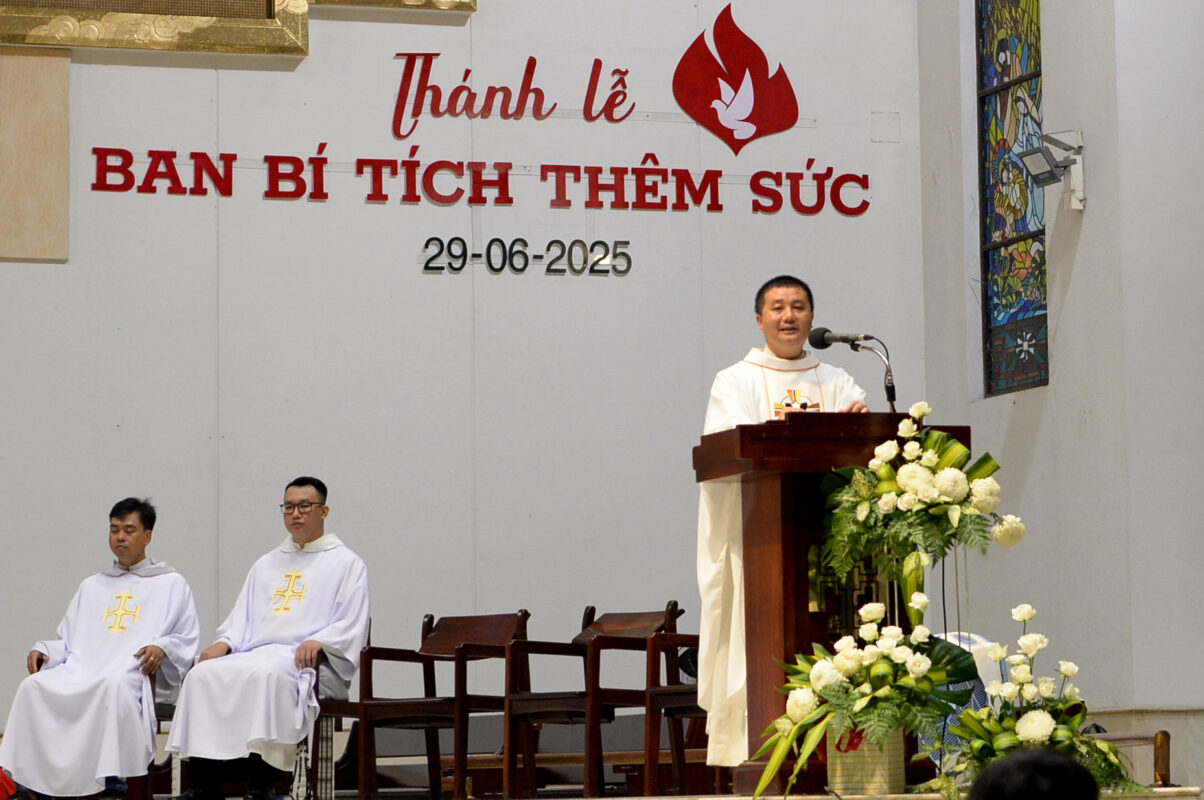 Thánh lễ
BAN BÍ TÍCH THÊM SỨC
29-06-2025